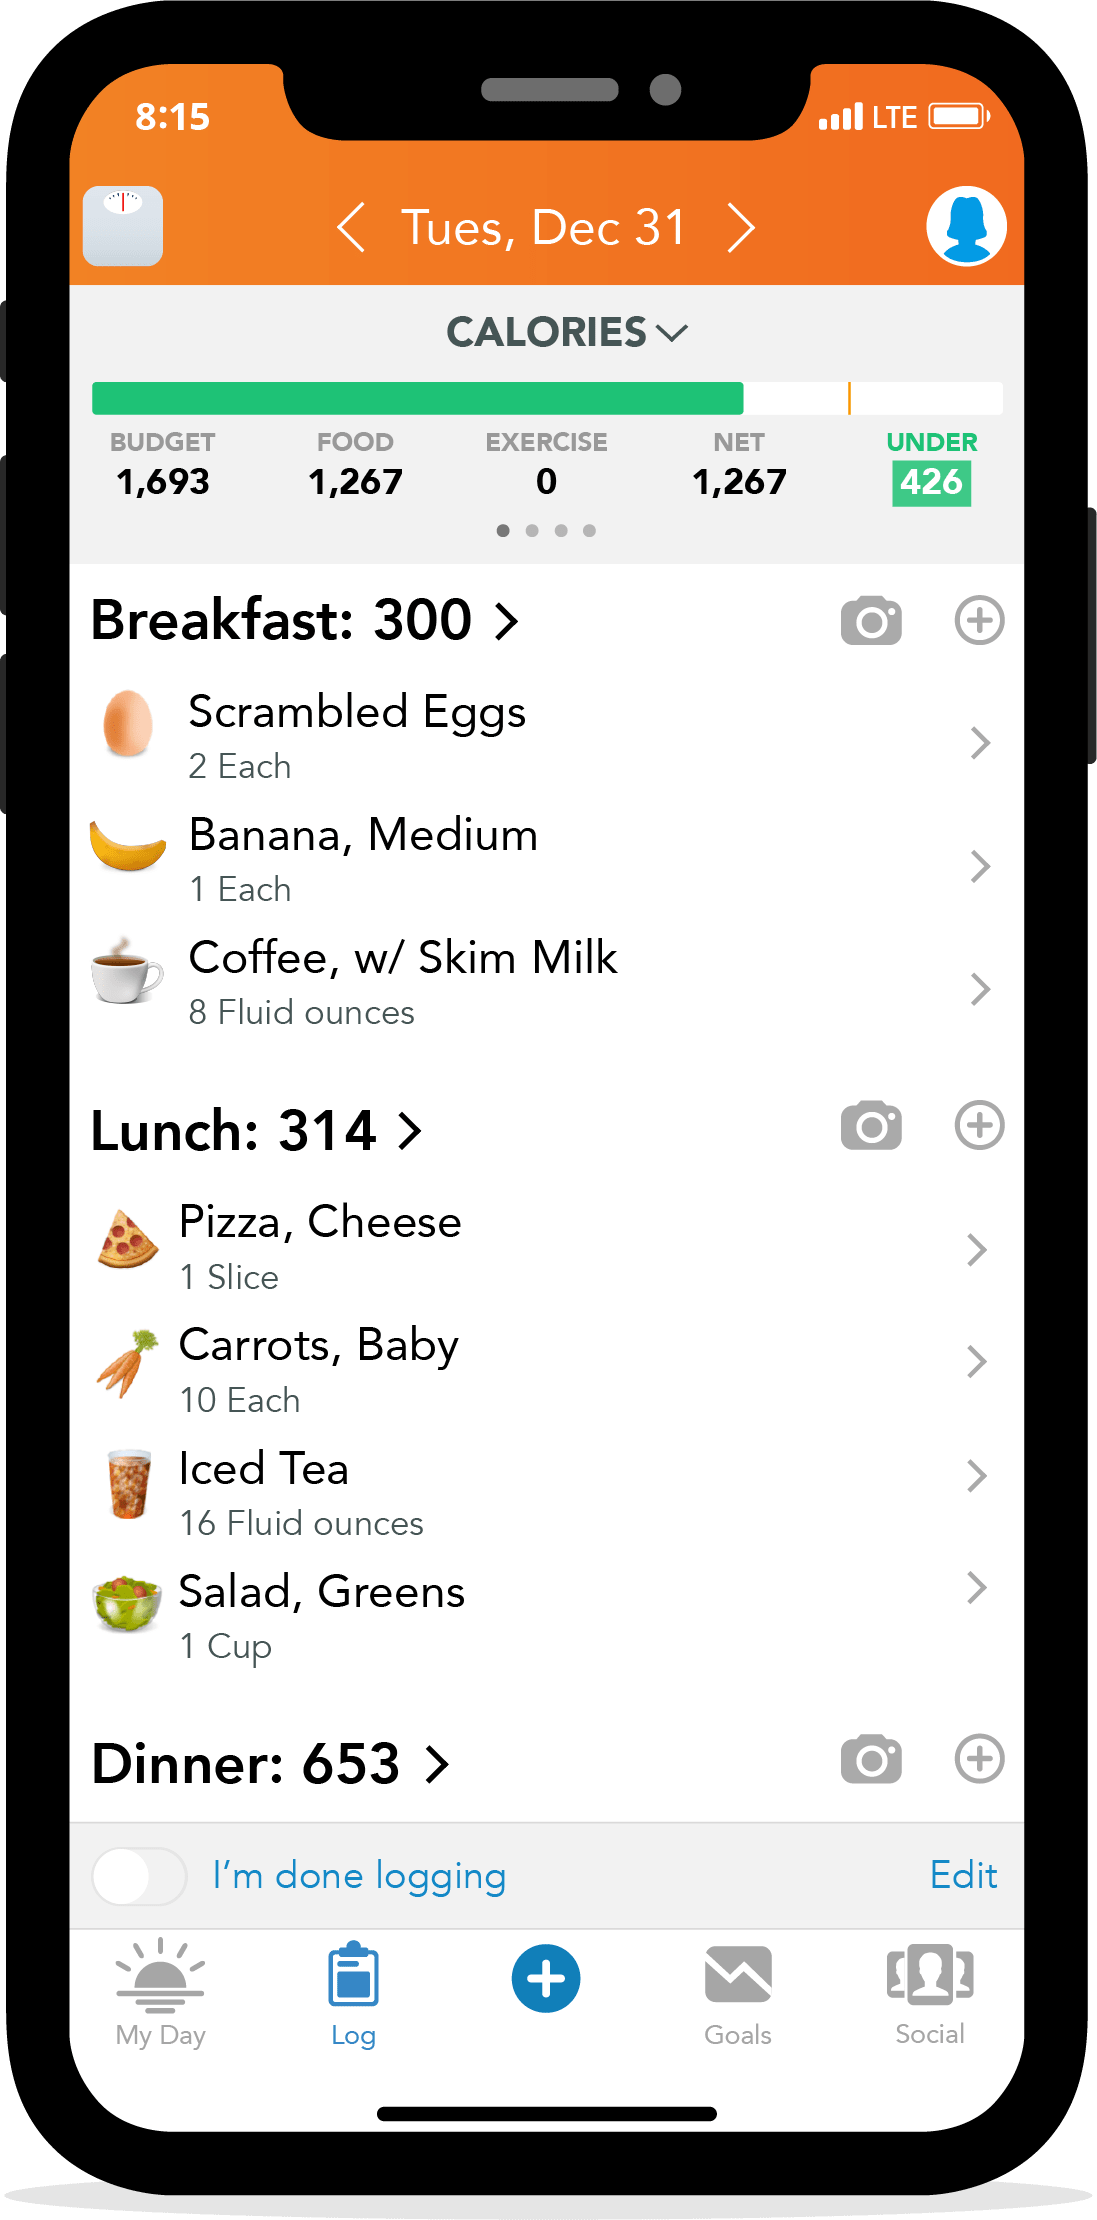 8:15
LTE
Tues, Dec 31
CALORIES
BUDGET FOOD EXERCISE NET UNDER
1,693 1,267 0 1,267 426
Breakfast: 300
Scrambled Eggs
2 Each
Banana, Medium
1 Each
Coffee, w/ Skim Milk
8 Fluid ounces
Lunch: 314
Pizza, Cheese
1 Slice
Carrots, Baby
10 Each
Iced Tea
16 Fluid ounces
Salad, Greens
1 Cup
Dinner: 653
I’m done logging
Edit
My Day Log Goals Social